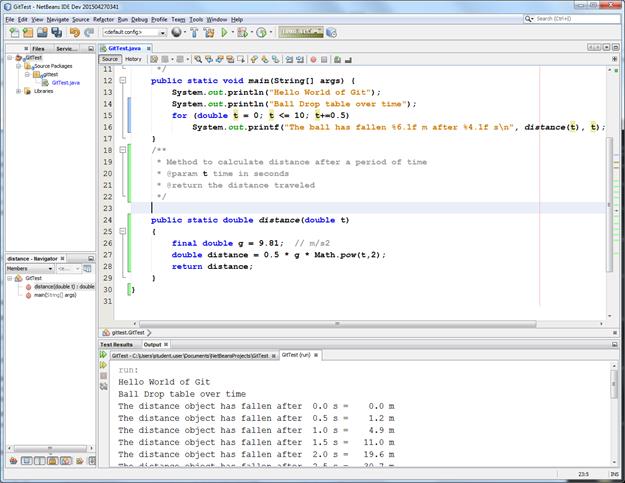 GitTest - NetBeans IDE Dev 201504270341
File Edit View Navigate Source Refactor Run Debug Profile Team Tools Window Help
Search (Ctrl+I)
<default config>
Files Servic...
GitTest
Source Packages
gittest
GitTest.java
Libraries
GitTest.java
Source History
11 */
12 public static void main(String[] args) {
13 System.out.println("Hello World of Git");
14 System.out.println("Ball Drop table over time");
15 for (double t = 0; t <= 10; t+=0.5)
16 System.out.printf("The ball has fallen %6.1f m after %4.1f s\n", distance(t), t);
17 }
18 /**
19 * Method to calculate distance after a period of time
20 * @param t time in seconds
21 * @return the distance traveled
22 */
23
24 public static double distance(double t)
25 {
26 final double g = 9.81; // m/s2
27 double distance = 0.5 * g * Math.pow(t,2);
28 return distance;
29 }
30 }
31
distance - Navigator
Members <e...
GitTest
distance(double t) : double
main(String[] args)
gittest.GitTest
Test Results Output
GitTest - C:\Users\student.user\Documents\NetBeansProjects\GitTest GitTest (run)
run:
Hello World of Git
Ball Drop table over time
The distance object has fallen after 0.0 s = 0.0 m
The distance object has fallen after 0.5 s = 1.2 m
The distance object has fallen after 1.0 s = 4.9 m
The distance object has fallen after 1.5 s = 11.0 m
The distance object has fallen after 2.0 s = 19.6 m
The distance object has fallen after 2.5 s = 30.7 m
23:5 INS